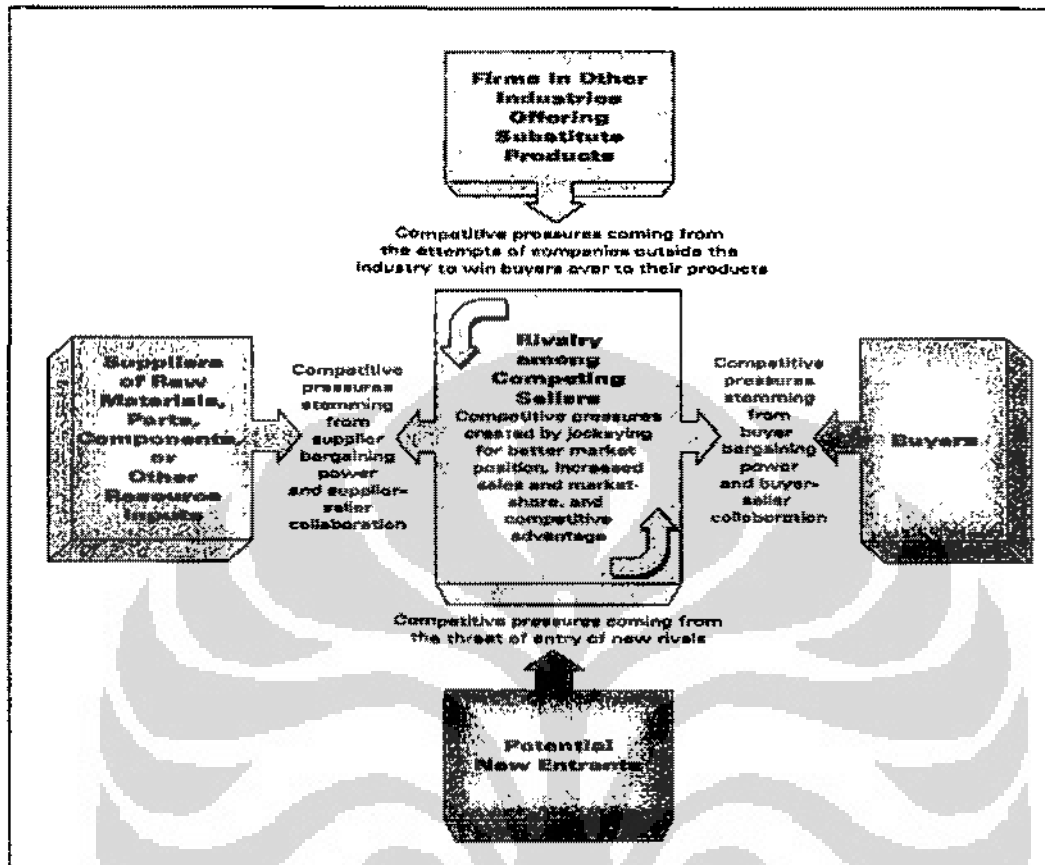 Firms in Other
Industries
Offering
Substitute
Products
Competitive pressures coming from
the attempts of companies outside the
industry to win buyers over to their products
Suppliers
of Raw
Materials,
Parts,
Components,
or
Other
Resource
Inputs
Competitive
pressures
stemming
from
supplier
bargaining
power
and supplier-
seller
collaboration
Rivalry
among
Competing
Sellers
Competitive pressures
created by jockeying
for better market
position, increased
sales and market-
share, and
competitive
advantage
Competitive
pressures
stemming
from
buyer
bargaining
power
and buyer-
seller
collaboration
Buyers
Competitive pressures coming from
the threat of entry of new rivals
Potential
New Entrants